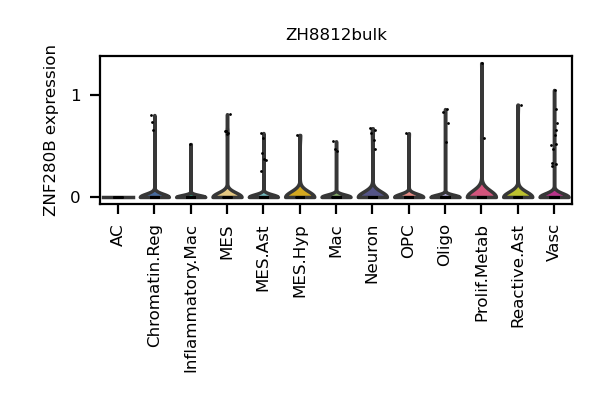 ZH8812bulk
ZNF280B expression
1
0
AC
Chromatin.Reg
Inflammatory.Mac
MES
MES.Ast
MES.Hyp
Mac
Neuron
OPC
Oligo
Prolif.Metab
Reactive.Ast
Vasc